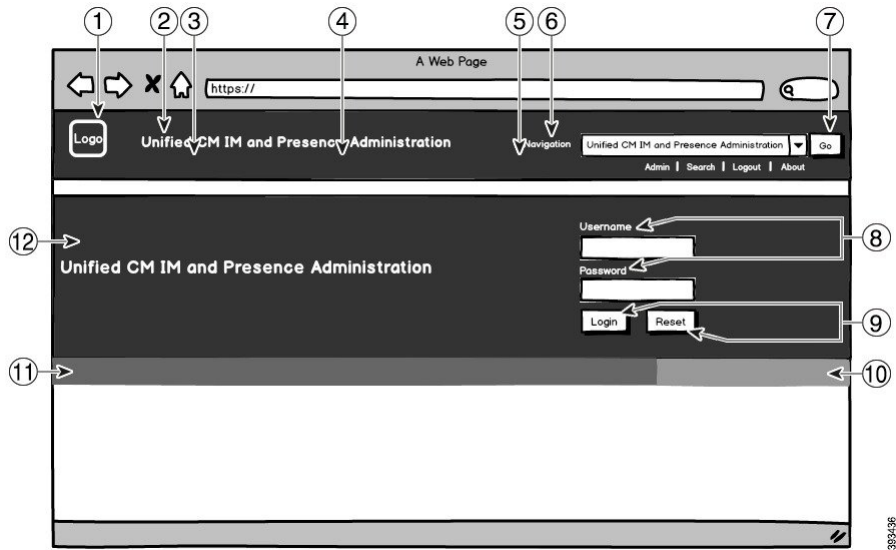 1 2 3 4 5 6 7
A Web Page
https://
Logo
Unified CM IM and Presence Administration
Navigation
Unified CM IM and Presence Administration
Go
Admin | Search | Logout | About
Username
8
12
Unified CM IM and Presence Administration
Password
Login
Reset
9
11
10
393436